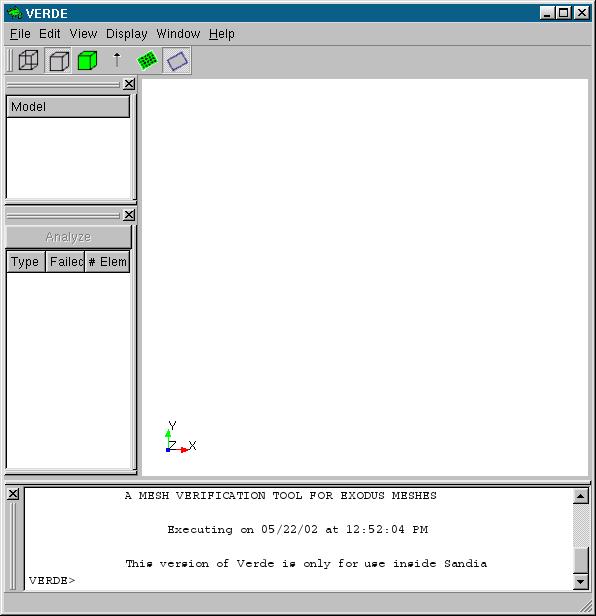 VERDE
File Edit View Display Window Help
Model
Analyze
Type Failed # Elem
Y
Z X
A MESH VERIFICATION TOOL FOR EXODUS MESHES
Executing on 05/22/02 at 12:52:04 PM
This version of Verde is only for use inside Sandia
VERDE>